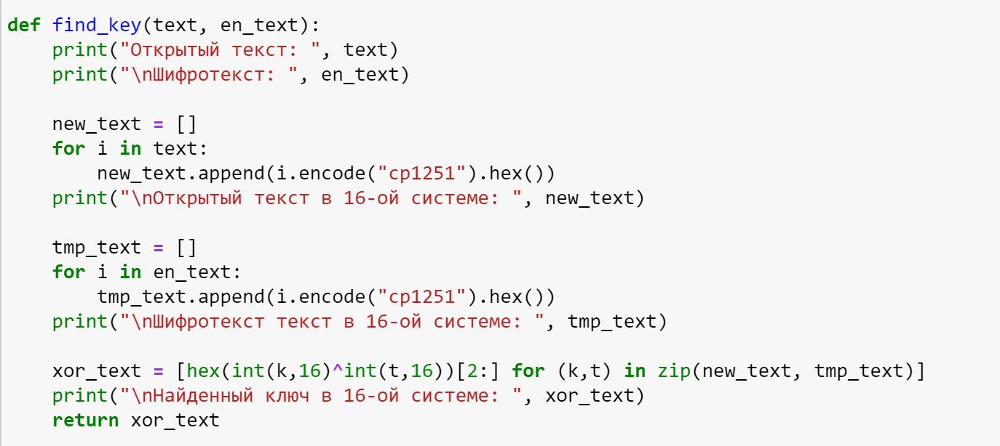 def find_key(text, en_text):
    print("Открытый текст: ", text)
    print("\nШифротекст: ", en_text)

    new_text = []
    for i in text:
        new_text.append(i.encode("cp1251").hex())
    print("\nОткрытый текст в 16-ой системе: ", new_text)

    tmp_text = []
    for i in en_text:
        tmp_text.append(i.encode("cp1251").hex())
    print("\nШифротекст текст в 16-ой системе: ", tmp_text)

    xor_text = [hex(int(k,16)^int(t,16))[2:] for (k,t) in zip(new_text, tmp_text)]
    print("\nНайденный ключ в 16-ой системе: ", xor_text)
    return xor_text